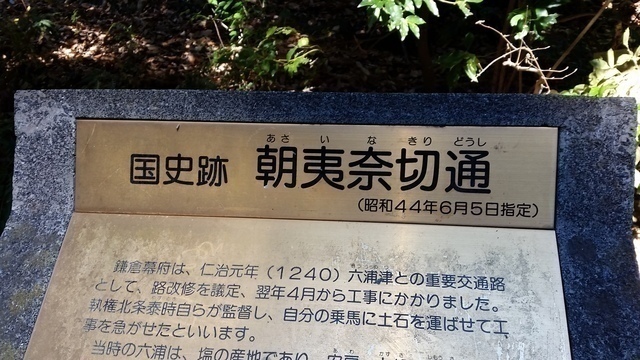 あさ い な きり どうし
国史跡 朝夷奈切通
(昭和44年6月5日指定)
鎌倉幕府は、仁治元年(1240)六浦津との重要交通路
として、路改修を議定、翌年4月から工事にかかりました。
執権北条泰時自らが監督し、自分の乗馬に土石を運ばせて工
事を急がせたといいます。
当時の六浦は、塩の産地であり、